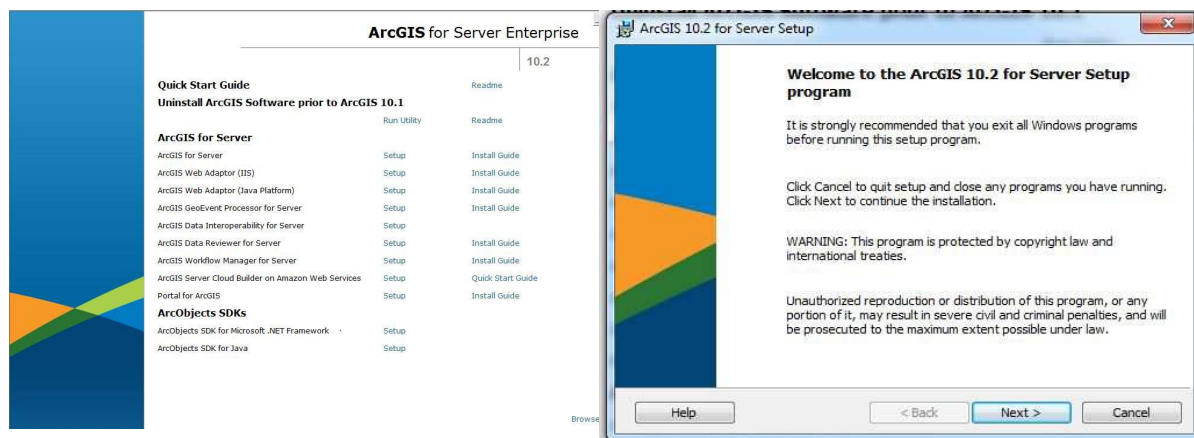 ArcGIS for Server Enterprise
10.2
Quick Start Guide Readme
Uninstall ArcGIS Software prior to ArcGIS 10.1
Run Utility Readme
ArcGIS for Server
ArcGIS for Server Setup Install Guide
ArcGIS Web Adaptor (IIS) Setup Install Guide
ArcGIS Web Adaptor (Java Platform) Setup Install Guide
ArcGIS GeoEvent Processor for Server Setup Install Guide
ArcGIS Data Interoperability for Server Setup
ArcGIS Data Reviewer for Server Setup Install Guide
ArcGIS Workflow Manager for Server Setup Install Guide
ArcGIS Server Cloud Builder on Amazon Web Services Setup Quick Start Guide
Portal for ArcGIS Setup Install Guide
ArcObjects SDKs
ArcObjects SDK for Microsoft .NET Framework Setup
ArcObjects SDK for Java Setup
Browse
ArcGIS 10.2 for Server Setup
Welcome to the ArcGIS 10.2 for Server Setup
program
It is strongly recommended that you exit all Windows programs
before running this setup program.
Click Cancel to quit setup and close any programs you have running.
Click Next to continue the installation.
WARNING: This program is protected by copyright law and
international treaties.
Unauthorized reproduction or distribution of this program, or any
portion of it, may result in severe civil and criminal penalties, and will
be prosecuted to the maximum extent possible under law.
Help < Back Next > Cancel